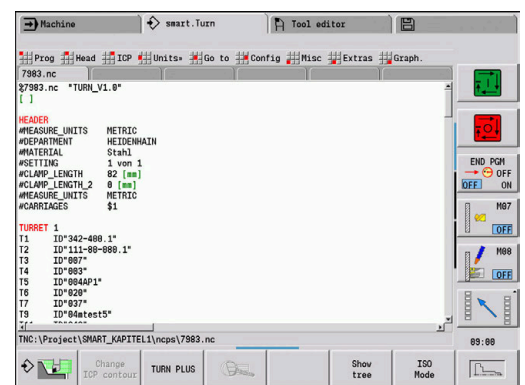 Machine smart.Turn Tool editor
Prog Head ICP Units» Go to Config Misc Extras Graph.
7983.nc
%7983.nc "TURN_V1.0"
[ ]
HEADER
#MEASURE_UNITS METRIC
#DEPARTMENT HEIDENHAIN
#MATERIAL Stahl
#SETTING 1 von 1
#CLAMP_LENGTH 82 [mm]
#CLAMP_LENGTH_2 0 [mm]
#MEASURE_UNITS METRIC
#CARRIAGES $1
TURRET 1
T1 ID"342-400.1"
T2 ID"111-80-080.1"
T3 ID"007"
T4 ID"003"
T5 ID"004AP1"
T6 ID"020"
T7 ID"037"
T9 ID"04mtest5"
TNC:\Project\SMART_KAPITEL1\ncps\7983.nc
END PGM
OFF
OFF ON
M07
OFF
M08
OFF
09:00
Change ICP contour
TURN PLUS
Show tree
ISO Mode